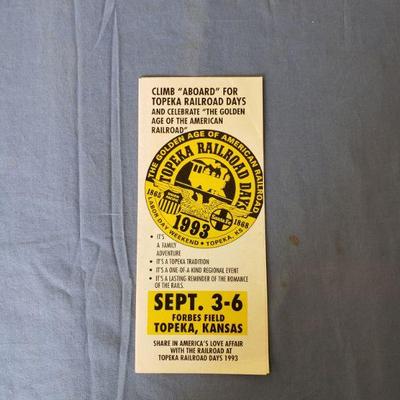 CLIMB "ABOARD" FOR
TOPEKA RAILROAD DAYS
AND CELEBRATE "THE GOLDEN
AGE OF THE AMERICAN
RAILROAD"
THE GOLDEN AGE OF AMERICAN RAILROAD
TOPEKA RAILROAD DAYS
1865
1868
1993
LABOR DAY WEEKEND • TOPEKA, KS
• IT'S
A FAMILY
ADVENTURE
• IT'S A TOPEKA TRADITION
• IT'S A ONE-OF-A KIND REGIONAL EVENT
• IT'S A LASTING REMINDER OF THE ROMANCE
OF THE RAILS.
SEPT. 3-6
FORBES FIELD
TOPEKA, KANSAS
SHARE IN AMERICA'S LOVE AFFAIR
WITH THE RAILROAD AT
TOPEKA RAILROAD DAYS 1993